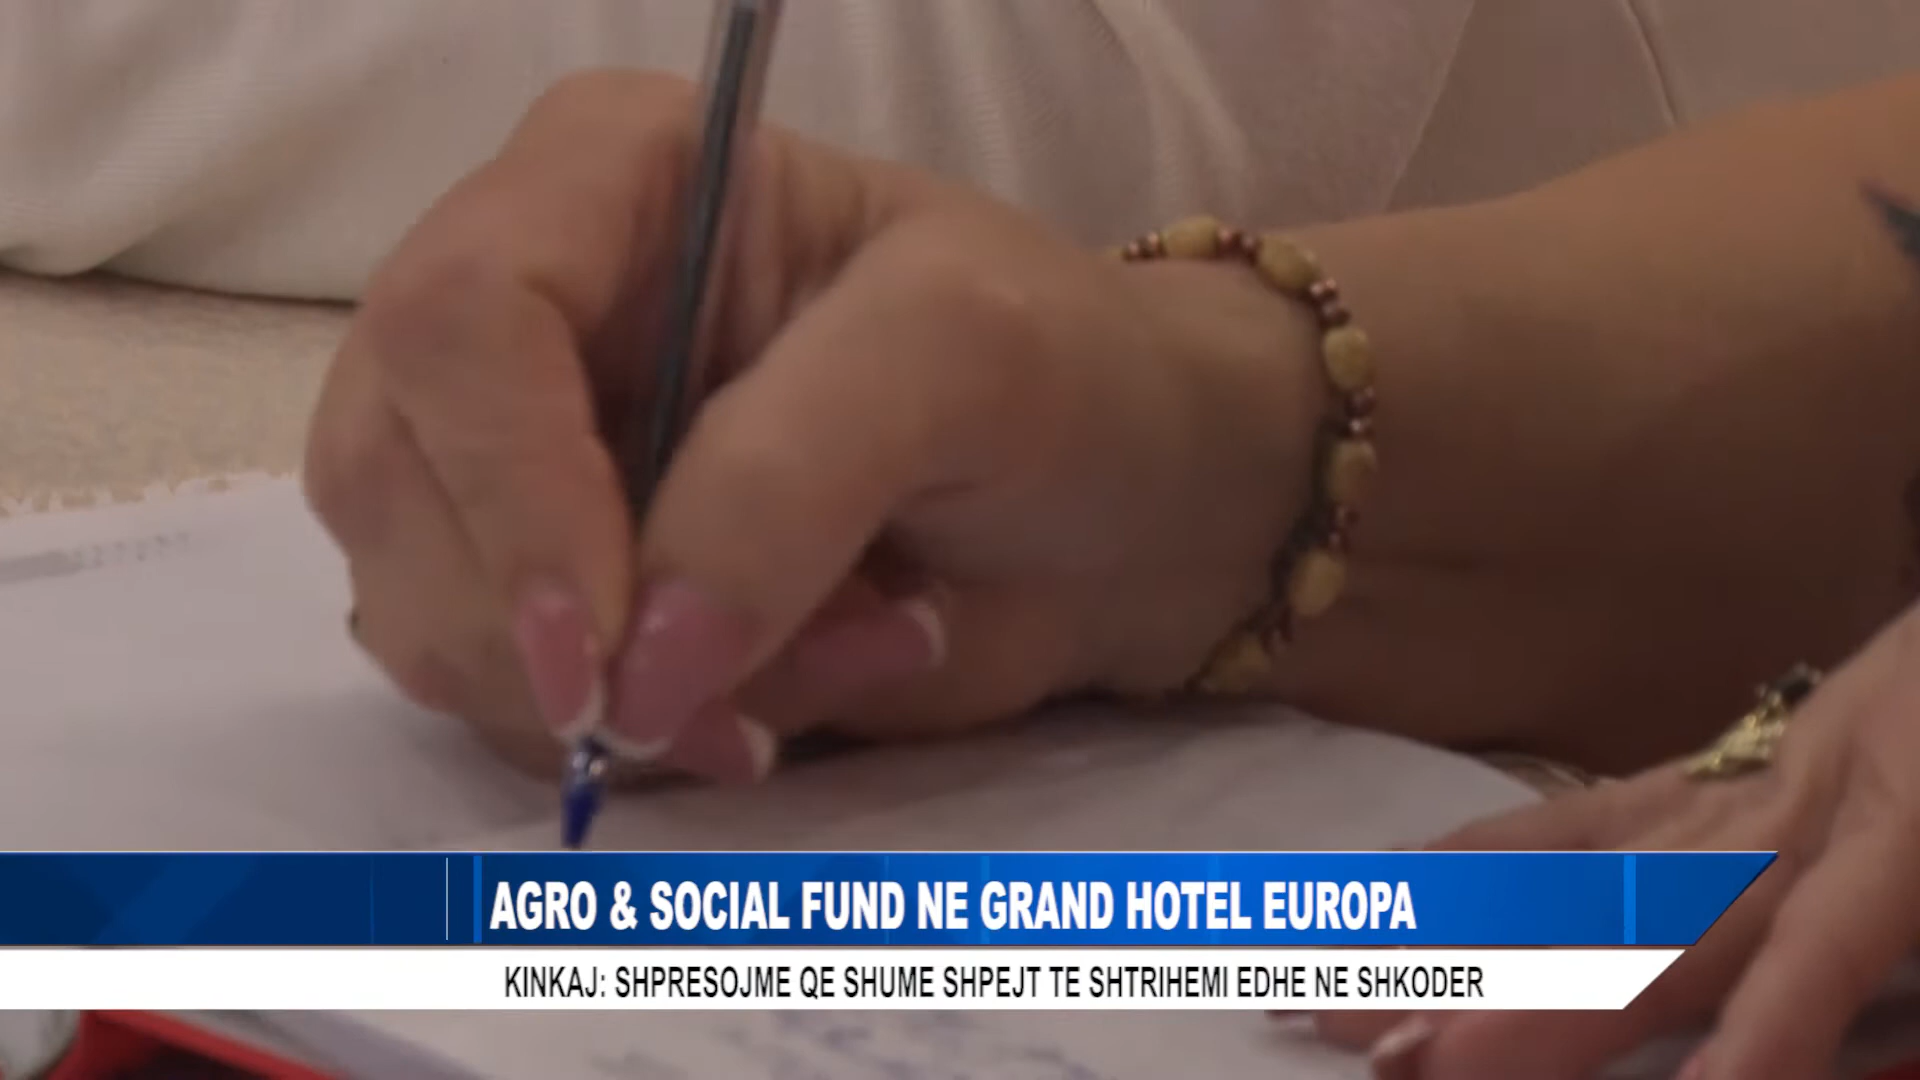 AGRO & SOCIAL FUND NE GRAND HOTEL EUROPA
KINKAJ: SHPRESOJME QE SHUME SHPEJT TE SHTRIHEMI EDHE NE SHKODER